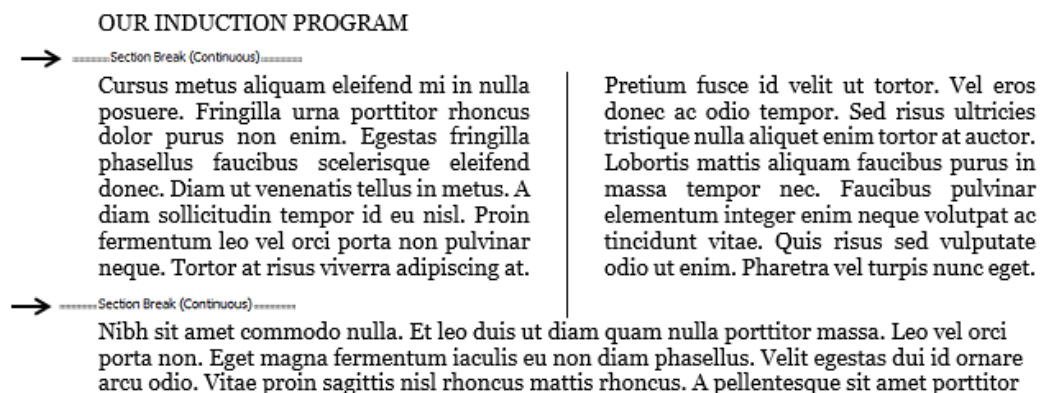 OUR INDUCTION PROGRAM
Section Break (Continuous)
Cursus metus aliquam eleifend mi in nulla
posuere. Fringilla urna porttitor rhoncus
dolor purus non enim. Egestas fringilla
phasellus faucibus scelerisque eleifend
donec. Diam ut venenatis tellus in metus. A
diam sollicitudin tempor id eu nisl. Proin
fermentum leo vel orci porta non pulvinar
neque. Tortor at risus viverra adipiscing at.
Pretium fusce id velit ut tortor. Vel eros
donec ac odio tempor. Sed risus ultricies
tristique nulla aliquet enim tortor at auctor.
Lobortis mattis aliquam faucibus purus in
massa tempor nec. Faucibus pulvinar
elementum integer enim neque volutpat ac
tincidunt vitae. Quis risus sed vulputate
odio ut enim. Pharetra vel turpis nunc eget.
Section Break (Continuous)
Nibh sit amet commodo nulla. Et leo duis ut diam quam nulla porttitor massa. Leo vel orci
porta non. Eget magna fermentum iaculis eu non diam phasellus. Velit egestas dui id ornare
arcu odio. Vitae proin sagittis nisl rhoncus mattis rhoncus. A pellentesque sit amet porttitor